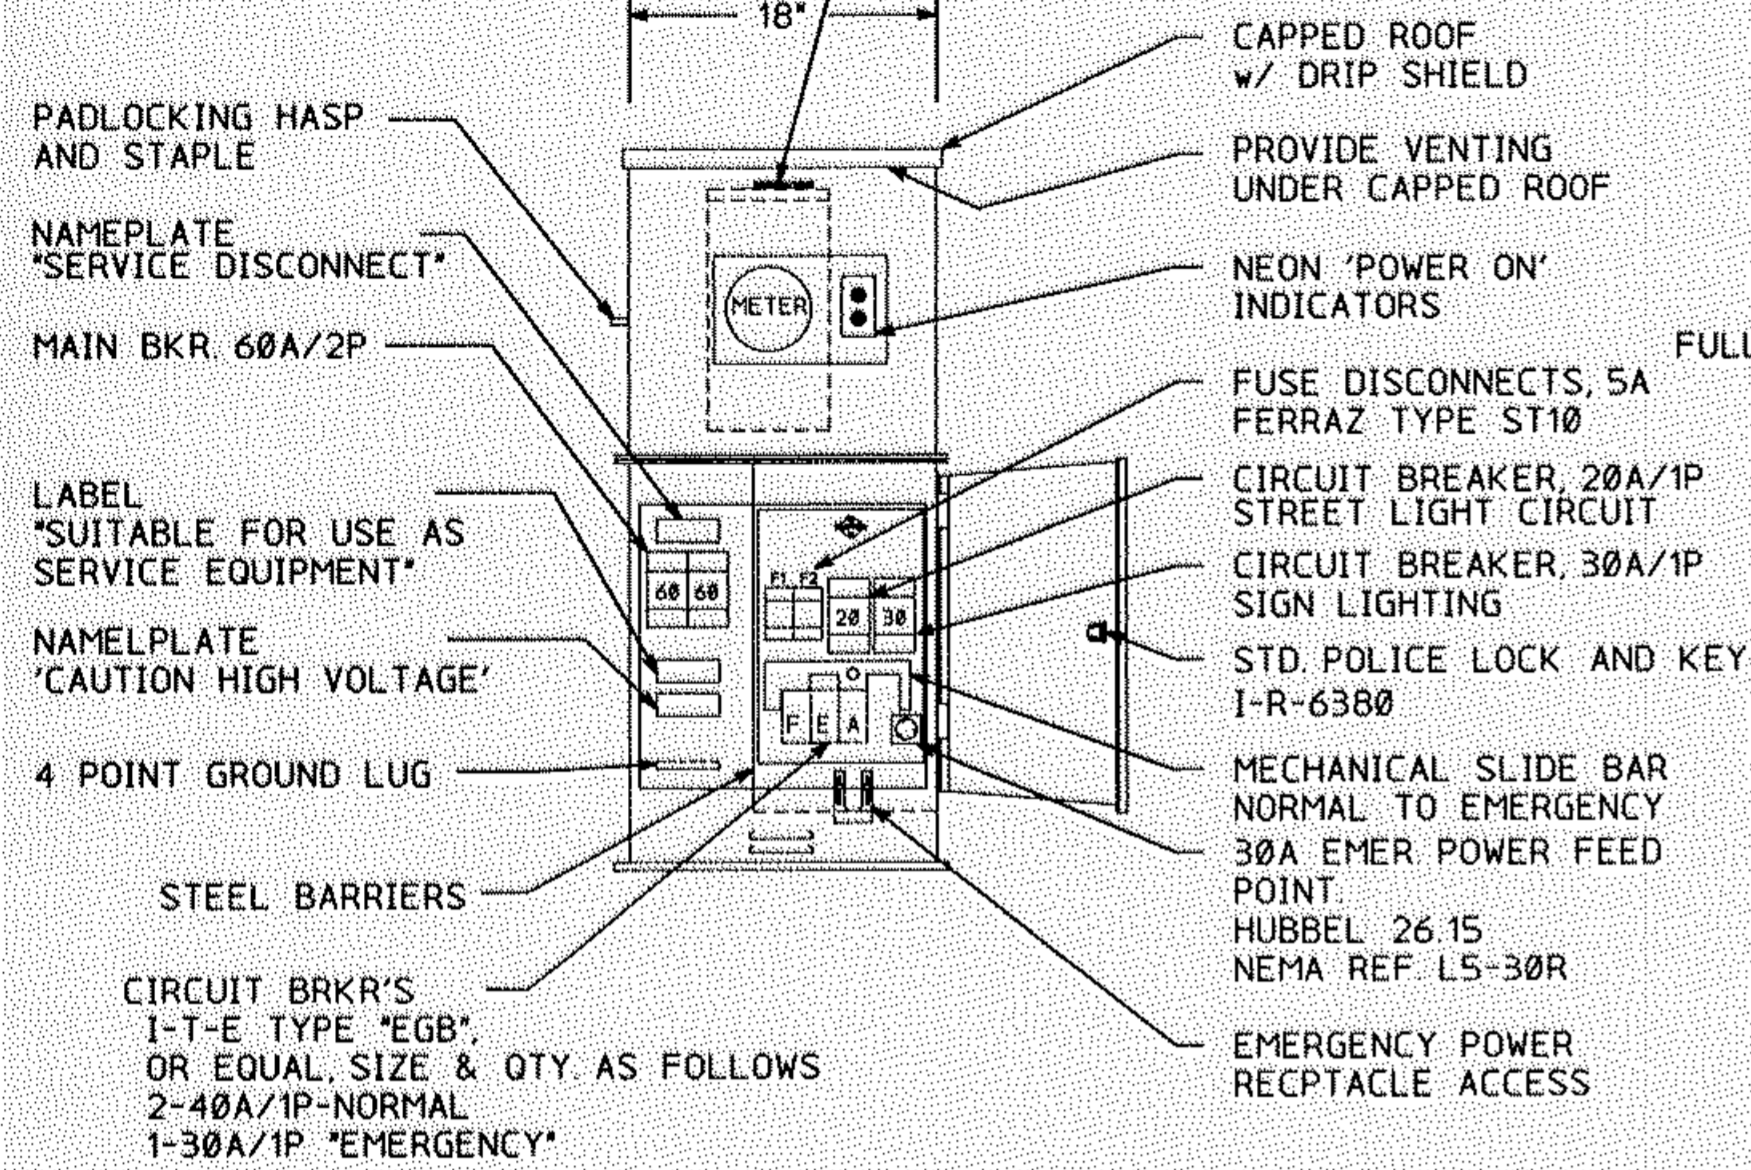 18"
PADLOCKING HASP
AND STAPLE
NAMEPLATE
"SERVICE DISCONNECT"
MAIN BKR. 60A/2P
LABEL
"SUITABLE FOR USE AS
SERVICE EQUIPMENT"
NAMELPLATE
'CAUTION HIGH VOLTAGE'
4 POINT GROUND LUG
STEEL BARRIERS
CIRCUIT BRKR'S
I-T-E TYPE "EGB",
OR EQUAL, SIZE & QTY. AS FOLLOWS
2-40A/1P-NORMAL
1-30A/1P "EMERGENCY"
METER
F1 F2
60 60
20 30
F E A
CAPPED ROOF
w/ DRIP SHIELD
PROVIDE VENTING
UNDER CAPPED ROOF
NEON 'POWER ON'
INDICATORS
FULL
FUSE DISCONNECTS, 5A
FERRAZ TYPE ST10
CIRCUIT BREAKER, 20A/1P
STREET LIGHT CIRCUIT
CIRCUIT BREAKER, 30A/1P
SIGN LIGHTING
STD. POLICE LOCK AND KEY
I-R-6380
MECHANICAL SLIDE BAR
NORMAL TO EMERGENCY
30A EMER. POWER FEED
POINT.
HUBBEL 26.15
NEMA REF. L5-30R
EMERGENCY POWER
RECPTACLE ACCESS